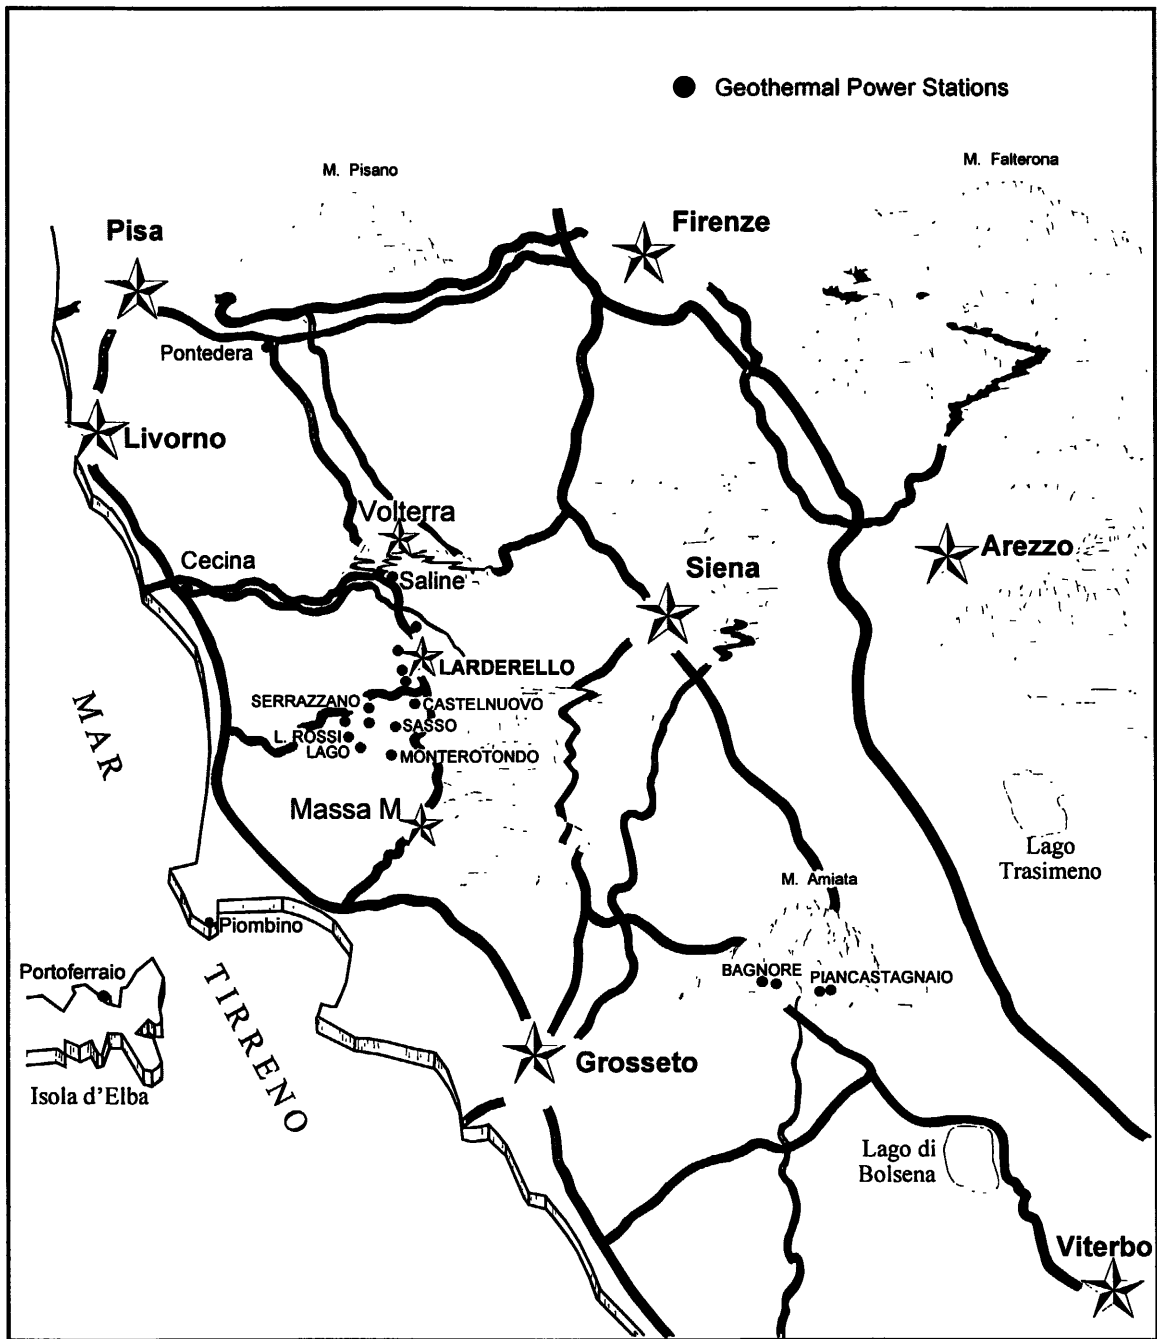 Geothermal Power Stations
M. Pisano
M. Falterona
Pisa
Firenze
Pontedera
Livorno
Volterra
Cecina
Saline
Siena
Arezzo
LARDERELLO
SERRAZZANO
CASTELNUOVO
L. ROSSI
SASSO
LAGO
MONTEROTONDO
MAR
Massa M
Lago
Trasimeno
M. Amiata
Piombino
Portoferraio
BAGNORE
PIANCASTAGNAIO
TIRRENO
Isola d'Elba
Grosseto
Lago di
Bolsena
Viterbo